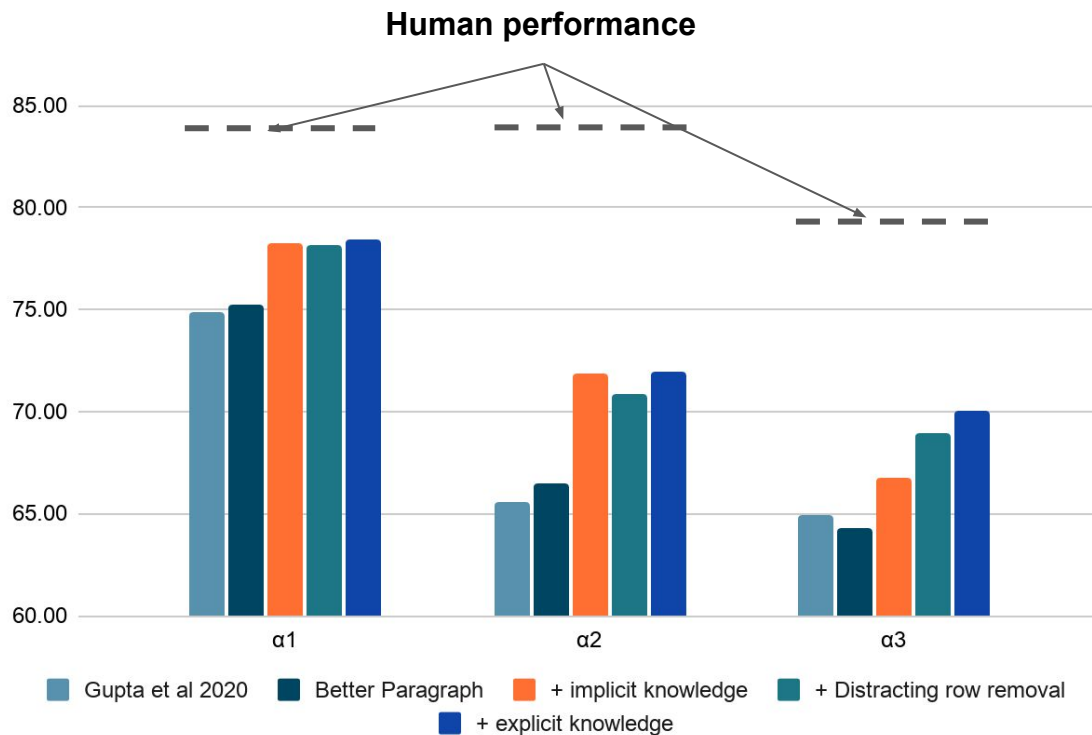 Human performance
85.00
80.00
75.00
70.00
65.00
60.00
α1 α2 α3
Gupta et al 2020 Better Paragraph + implicit knowledge + Distracting row removal
+ explicit knowledge